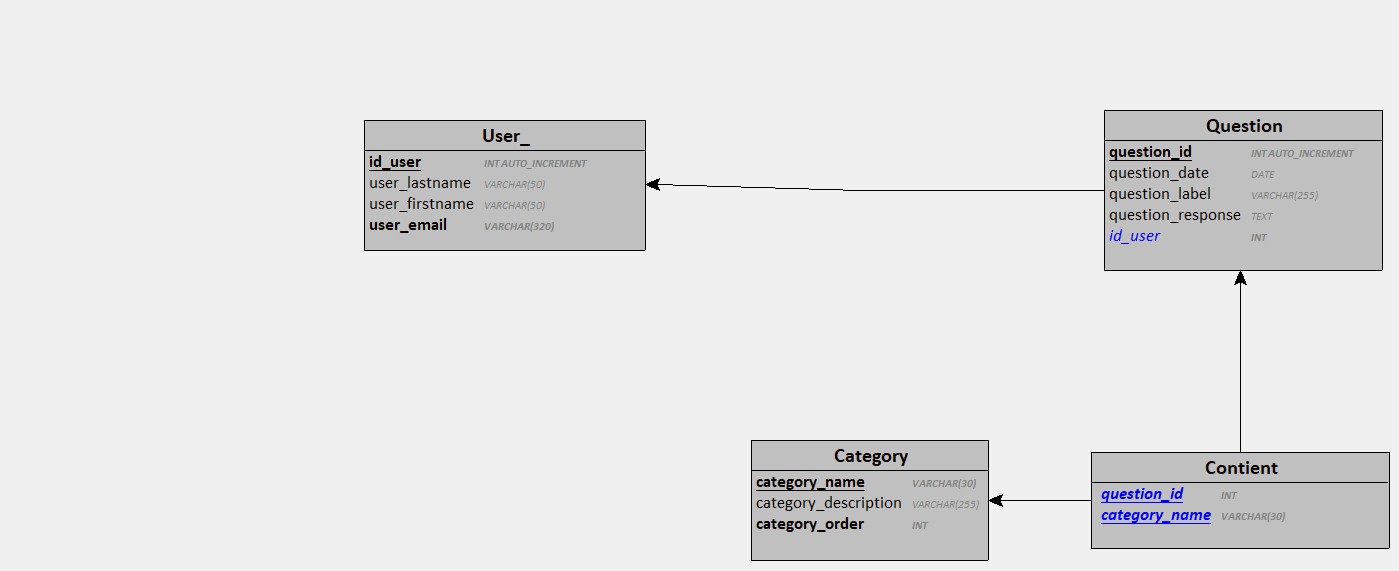 User_
id_user INT AUTO_INCREMENT
user_lastname VARCHAR(50)
user_firstname VARCHAR(50)
user_email VARCHAR(320)
Question
question_id INT AUTO_INCREMENT
question_date DATE
question_label VARCHAR(255)
question_response TEXT
id_user INT
Category
category_name VARCHAR(30)
category_description VARCHAR(255)
category_order INT
Contient
question_id INT
category_name VARCHAR(30)